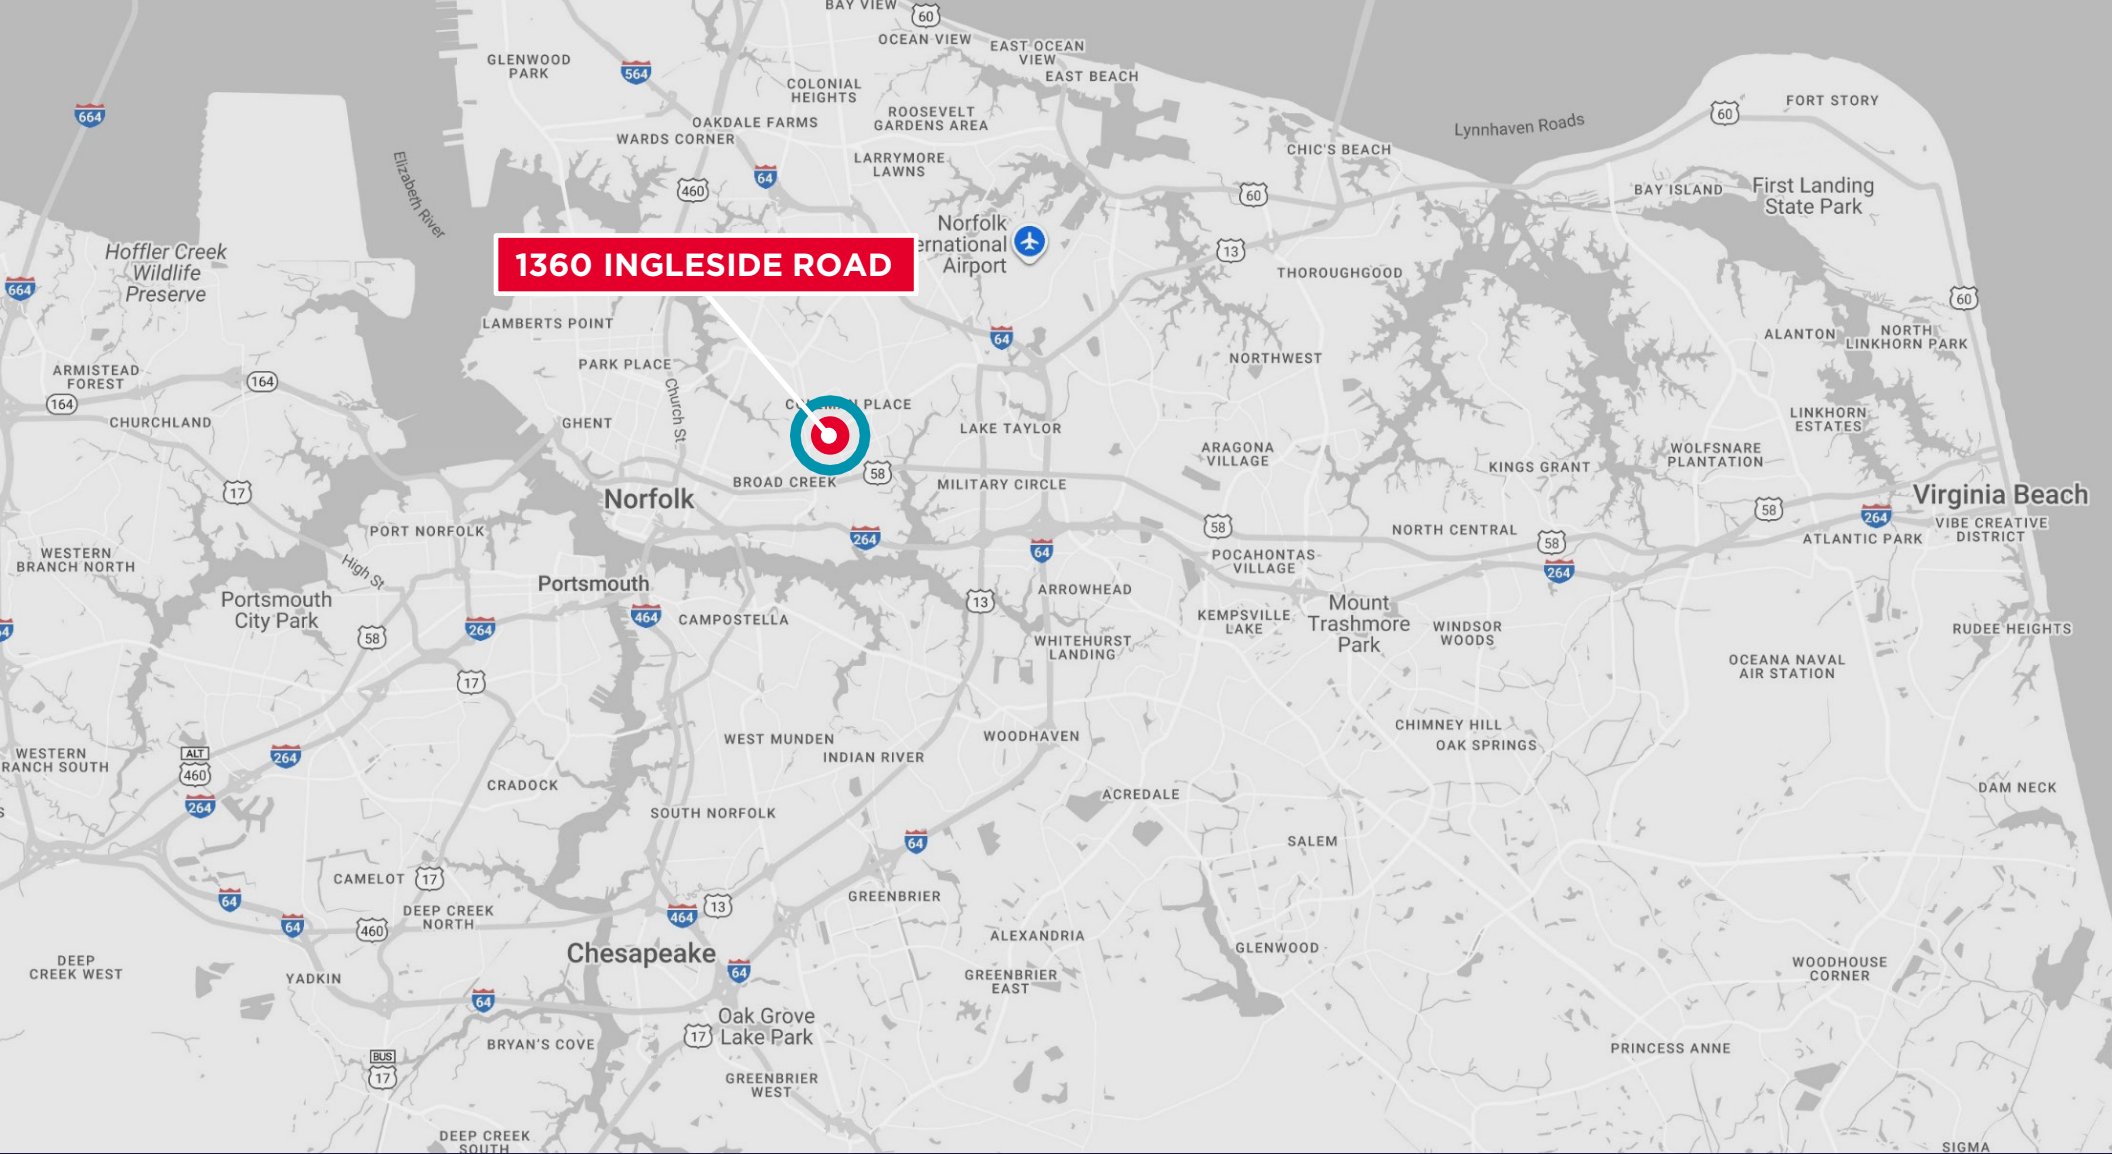 BAY VIEW
60
OCEAN VIEW
EAST OCEAN
VIEW
GLENWOOD
PARK
564
EAST BEACH
COLONIAL
HEIGHTS
664
ROOSEVELT
GARDENS AREA
OAKDALE FARMS
WARDS CORNER
FORT STORY
60
Lynnhaven Roads
CHIC'S BEACH
LARRYMORE
LAWNS
64
460
Elizabeth River
60
BAY ISLAND
First Landing
State Park
Norfolk
ernational
Airport
13
Hoffler Creek
Wildlife
Preserve
1360 INGLESIDE ROAD
THOROUGHGOOD
664
60
LAMBERTS POINT
64
ALANTON
NORTH
LINKHORN PARK
PARK PLACE
NORTHWEST
ARMISTEAD
FOREST
164
164
Church St
PLACE
CHURCHLAND
GHENT
LAKE TAYLOR
LINKHORN
ESTATES
ARAGONA
VILLAGE
WOLFSNARE
PLANTATION
KINGS GRANT
58
BROAD CREEK
MILITARY CIRCLE
17
Norfolk
Virginia Beach
58
264
VIBE CREATIVE
DISTRICT
PORT NORFOLK
58
NORTH CENTRAL
264
58
ATLANTIC PARK
64
WESTERN
BRANCH NORTH
High St
POCAHONTAS
VILLAGE
264
Portsmouth
ARROWHEAD
Portsmouth
City Park
13
464
CAMPOSTELLA
KEMPSVILLE
LAKE
Mount
Trashmore
Park
WINDSOR
WOODS
RUDEE HEIGHTS
4
58
264
WHITEHURST
LANDING
OCEANA NAVAL
AIR STATION
17
CHIMNEY HILL
OAK SPRINGS
WEST MUNDEN
INDIAN RIVER
WOODHAVEN
WESTERN
RANCH SOUTH
ALT
460
264
264
CRADOCK
ACREDALE
DAM NECK
S
SOUTH NORFOLK
64
SALEM
CAMELOT
17
64
GREENBRIER
464
13
DEEP CREEK
NORTH
64
460
ALEXANDRIA
GLENWOOD
Chesapeake
64
DEEP
CREEK WEST
YADKIN
GREENBRIER
EAST
WOODHOUSE
CORNER
64
Oak Grove
Lake Park
17
BRYAN'S COVE
PRINCESS ANNE
BUS
17
GREENBRIER
WEST
DEEP CREEK
SOUTH
SIGMA